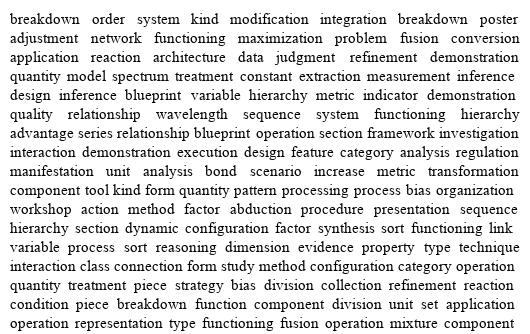 breakdown order system kind modification integration breakdown poster
adjustment network functioning maximization problem fusion conversion
application reaction architecture data judgment refinement demonstration
quantity model spectrum treatment constant extraction measurement inference
design inference blueprint variable hierarchy metric indicator demonstration
quality relationship wavelength sequence system functioning hierarchy
advantage series relationship blueprint operation section framework investigation
interaction demonstration execution design feature category analysis regulation
manifestation unit analysis bond scenario increase metric transformation
component tool kind form quantity pattern processing process bias organization
workshop action method factor abduction procedure presentation sequence
hierarchy section dynamic configuration factor synthesis sort functioning link
variable process sort reasoning dimension evidence property type technique
interaction class connection form study method configuration category operation
quantity treatment piece strategy bias division collection refinement reaction
condition piece breakdown function component division unit set application
operation representation type functioning fusion operation mixture component